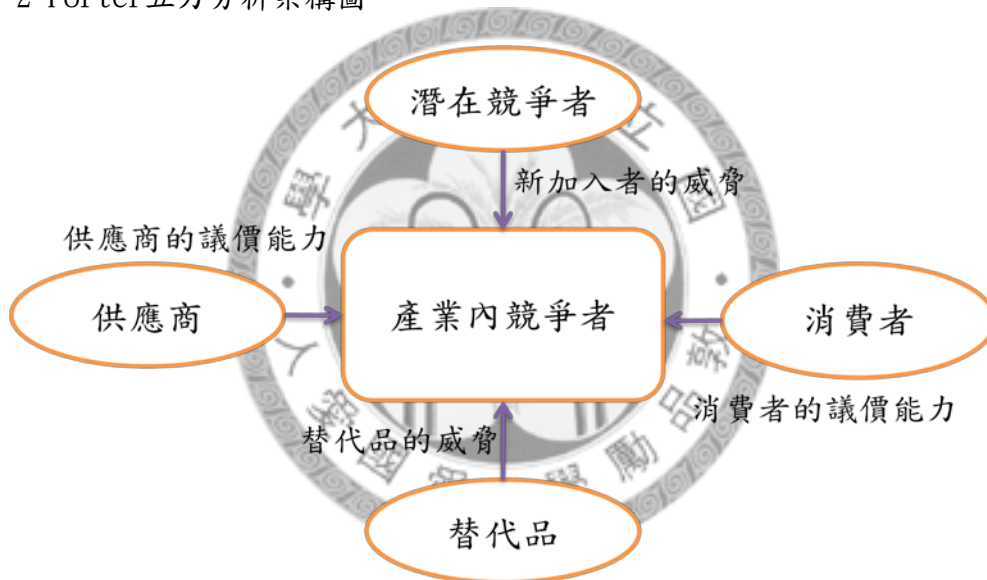 2 Porter五力分析架構圖
潛在競爭者
新加入者的威脅
供應商的議價能力
供應商
產業內競爭者
消費者
消費者的議價能力
替代品的威脅
替代品